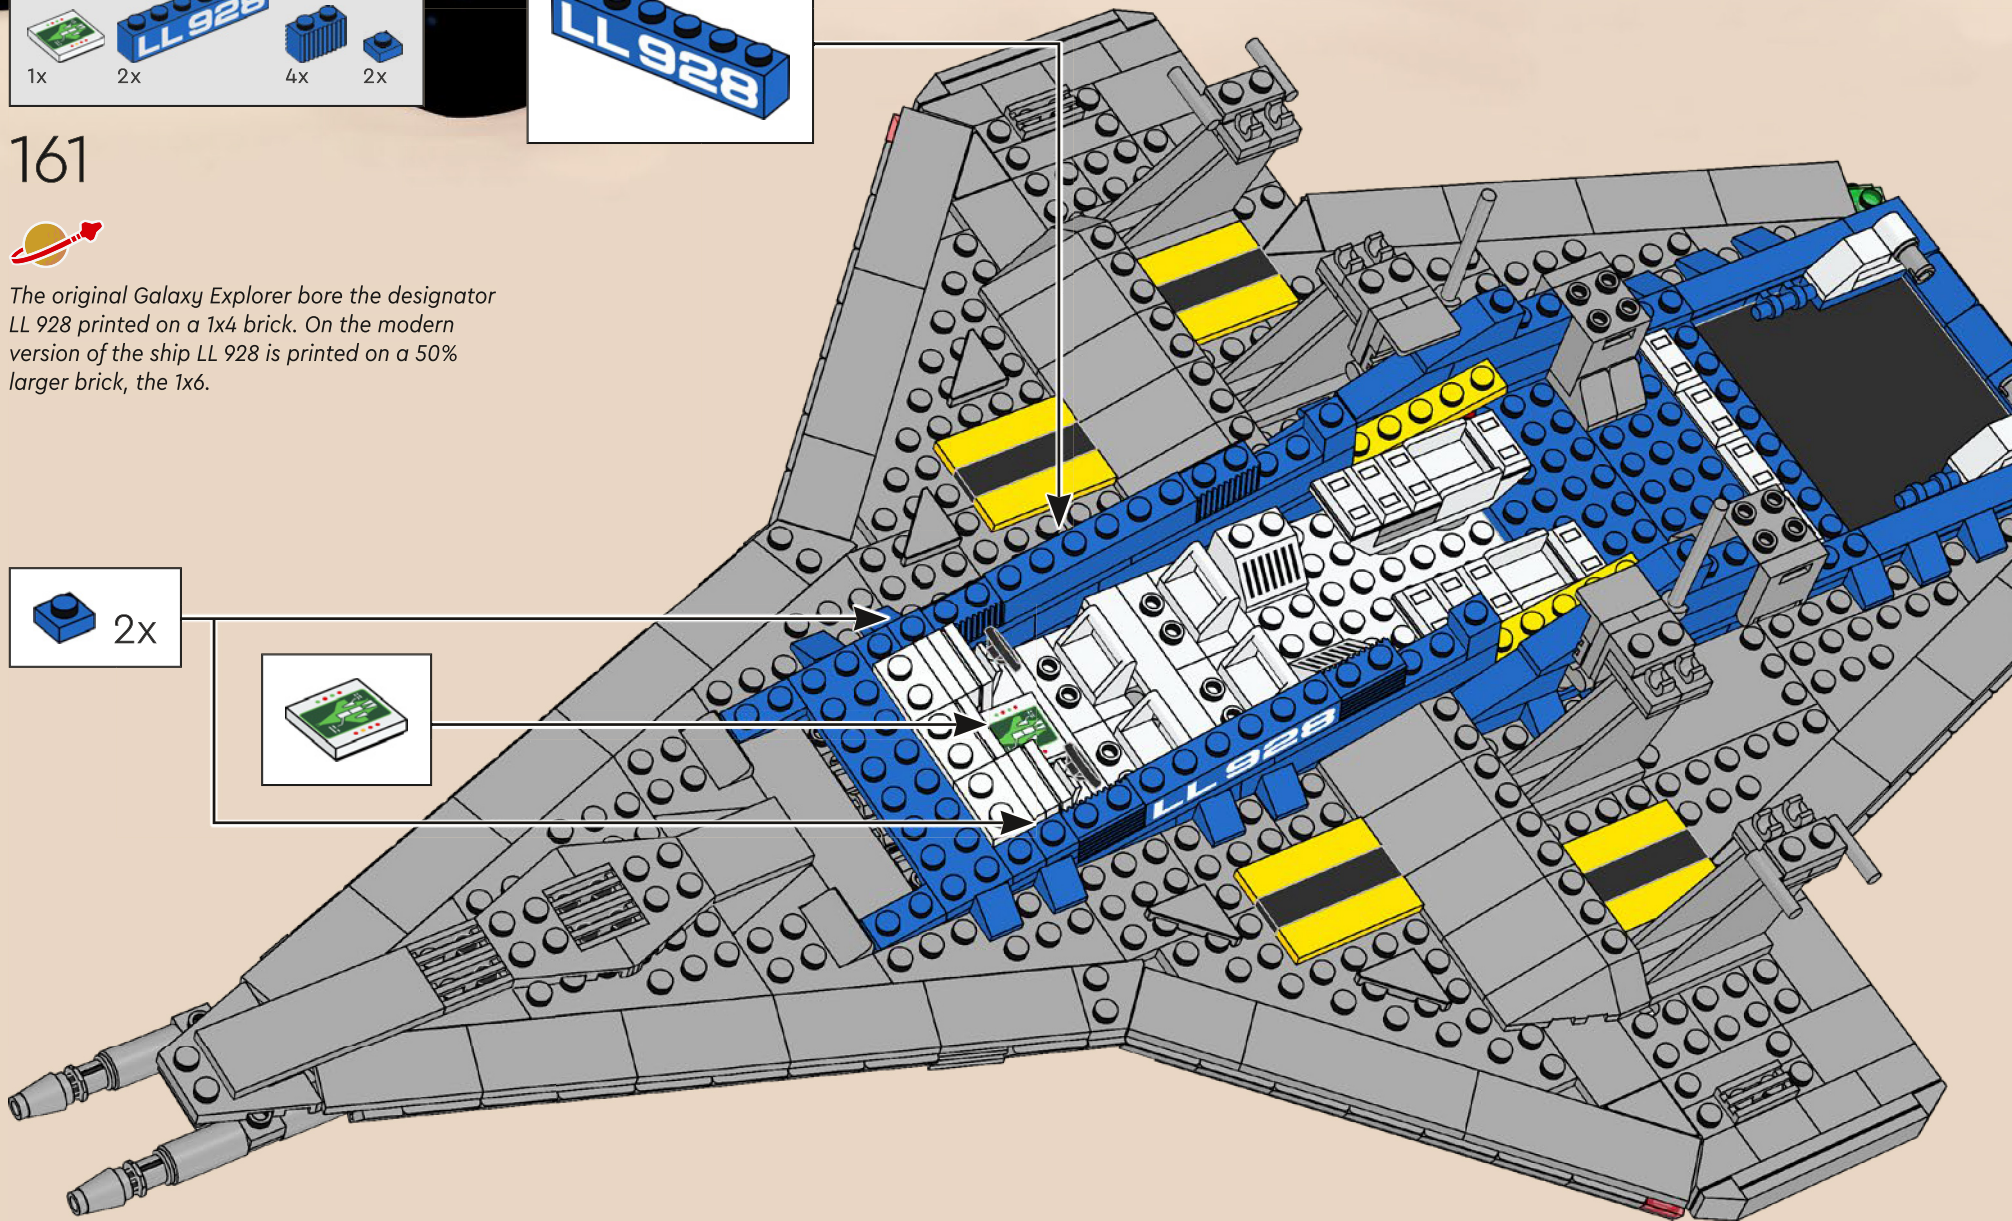 LL 928
1x
2x
4x
2x
LL 928
161
The original Galaxy Explorer bore the designator
LL 928 printed on a 1x4 brick. On the modern
version of the ship LL 928 is printed on a 50%
larger brick, the 1x6.
2x
LL 928